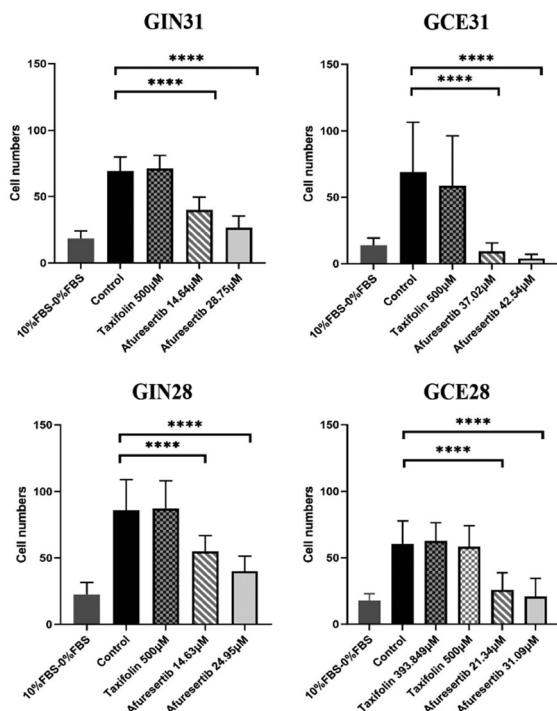 GIN31
****
****
Cell numbers
150
100
50
0
10%FBS-0%FBS
Control
Taxifolin 500μM
Afuresertib 14.64μM
Afuresertib 28.75μM
GCE31
****
****
Cell numbers
150
100
50
0
10%FBS-0%FBS
Control
Taxifolin 500μM
Afuresertib 37.02μM
Afuresertib 42.54μM
GIN28
****
****
Cell numbers
150
100
50
0
10%FBS-0%FBS
Control
Taxifolin 500μM
Afuresertib 14.63μM
Afuresertib 24.95μM
GCE28
****
****
Cell numbers
150
100
50
0
10%FBS-0%FBS
Control
Taxifolin 393.849μM
Taxifolin 500μM
Afuresertib 21.34μM
Afuresertib 31.09μM